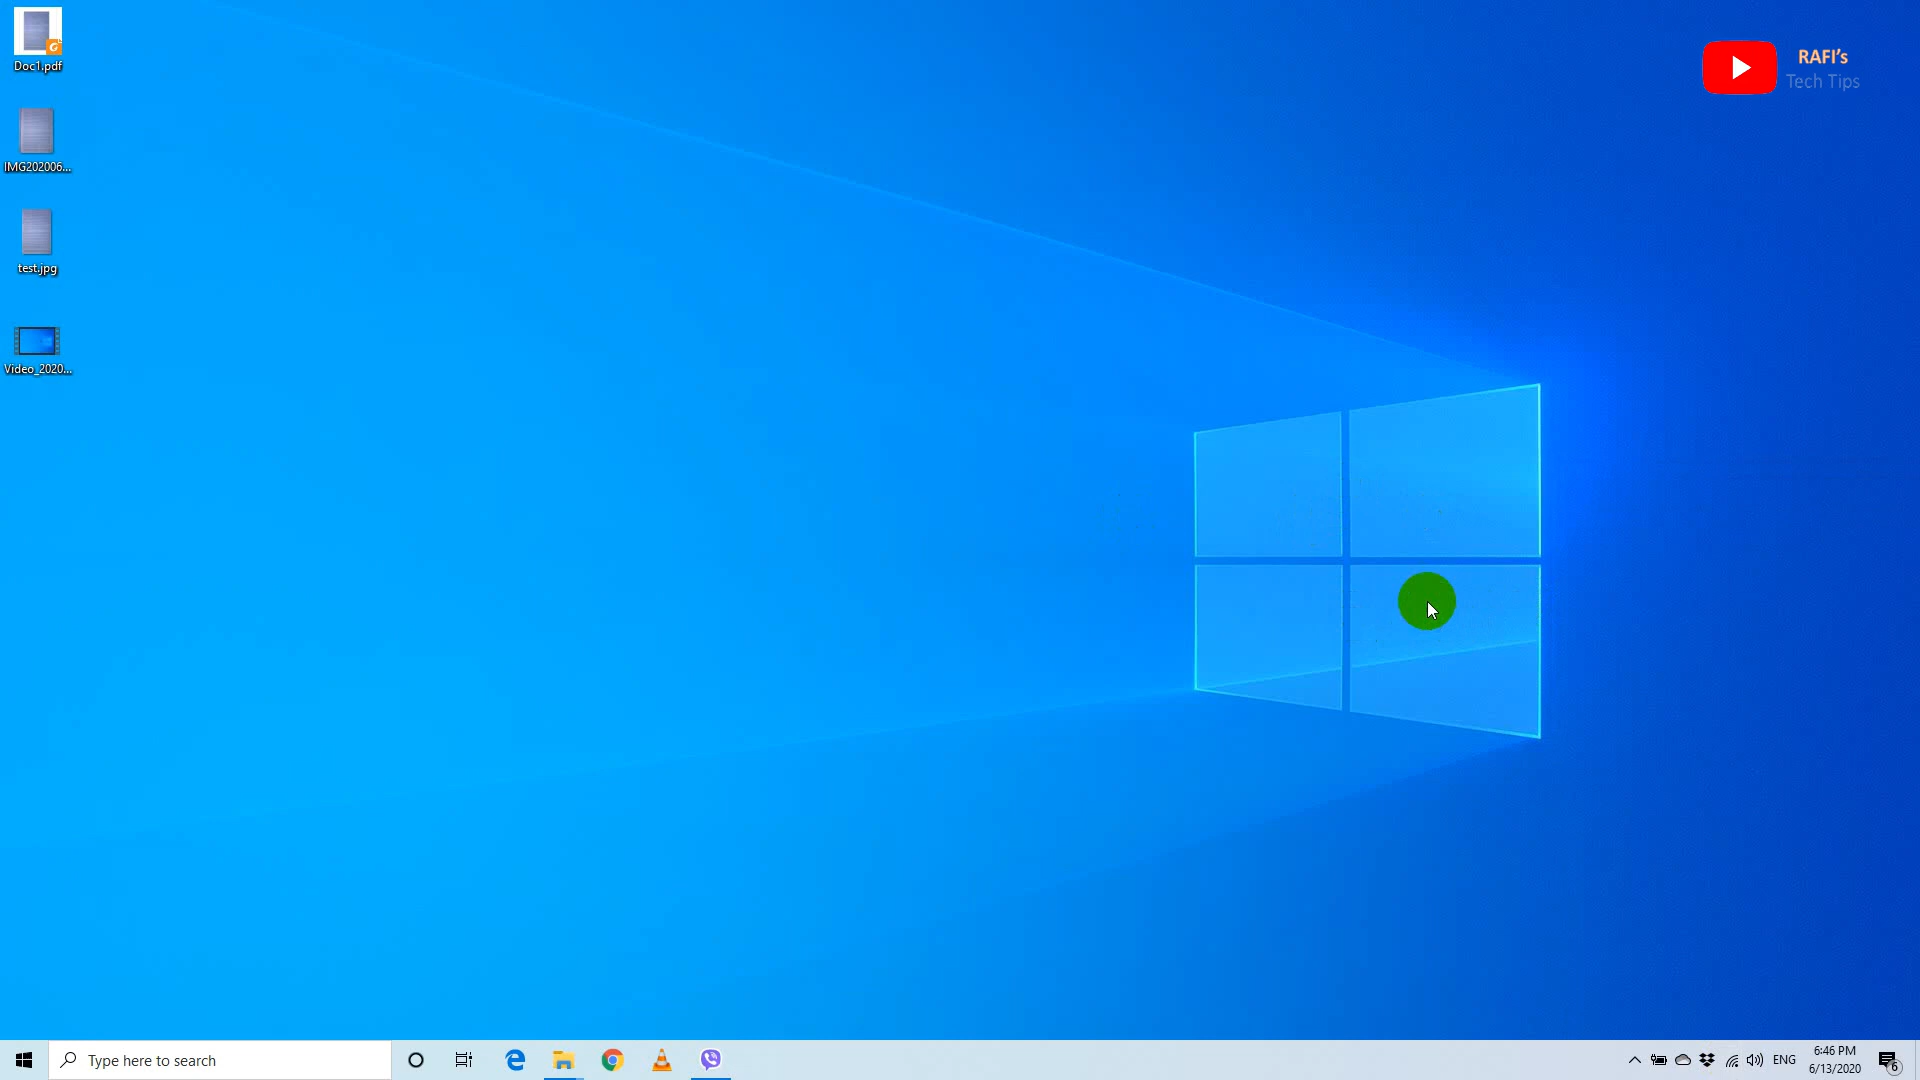 Doc1.pdf
IMG202006...
test.jpg
Video_2020...
RAFI's
Tech Tips
Type here to search
ENG
6:46 PM
6/13/2020
6